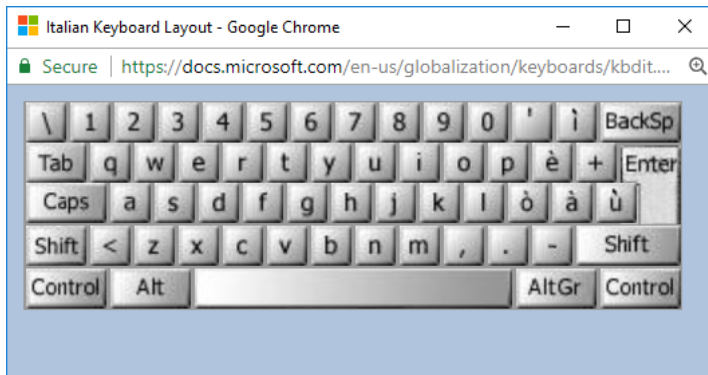 Italian Keyboard Layout - Google Chrome
Secure | https://docs.microsoft.com/en-us/globalization/keyboards/kbdit....
\ 1 2 3 4 5 6 7 8 9 0 ' ì BackSp
Tab q w e r t y u i o p è + Enter
Caps a s d f g h j k l ò à ù
Shift < z x c v b n m , . - Shift
Control Alt AltGr Control